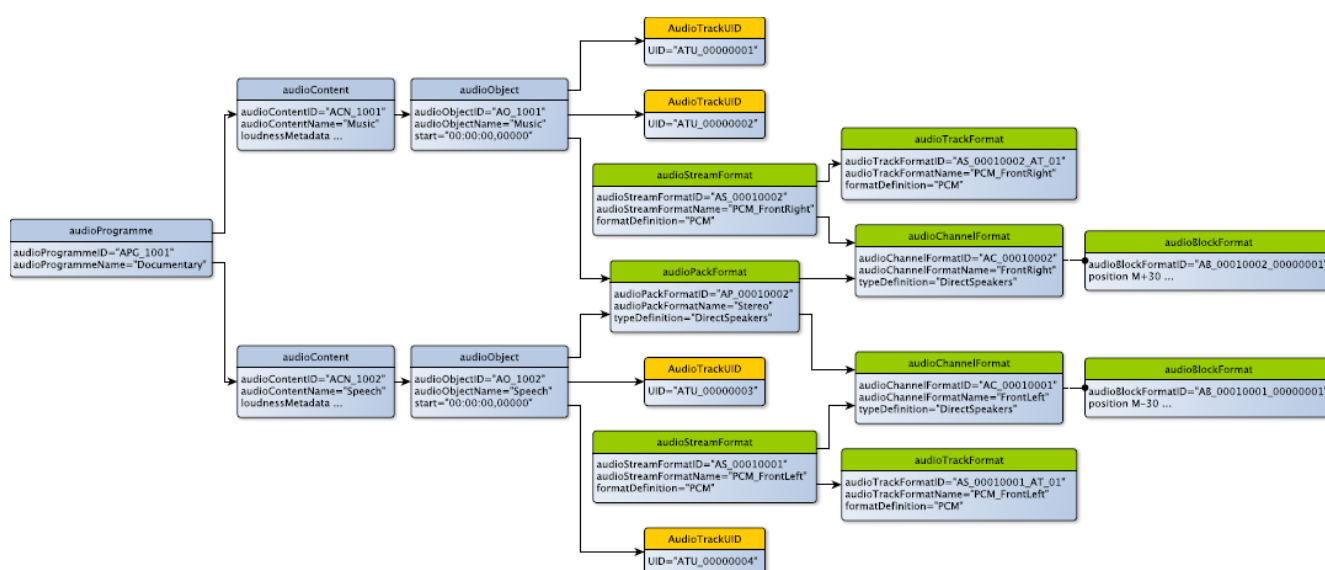 AudioTrackUID
UID="ATU_00000001"
audioContent
audioContentID="ACN_1001"
audioContentName="Music"
loudnessMetadata ...
audioObject
audioObjectID="AO_1001"
audioObjectName="Music"
start="00:00:00,00000"
AudioTrackUID
UID="ATU_00000002"
audioTrackFormat
audioTrackFormatID="AS_00010002_AT_01"
audioTrackFormatName="PCM_FrontRight"
formatDefinition="PCM"
audioStreamFormat
audioStreamFormatID="AS_00010002"
audioStreamFormatName="PCM_FrontRight"
formatDefinition="PCM"
audioProgramme
audioProgrammeID="APG_1001"
audioProgrammeName="Documentary"
audioChannelFormat
audioChannelFormatID="AC_00010002"
audioChannelFormatName="FrontRight"
typeDefinition="DirectSpeakers"
audioBlockFormat
audioBlockFormatID="AB_00010002_00000001"
position M+30 ...
audioPackFormat
audioPackFormatID="AP_00010002"
audioPackFormatName="Stereo"
typeDefinition="DirectSpeakers"
audioContent
audioContentID="ACN_1002"
audioContentName="Speech"
loudnessMetadata ...
audioObject
audioObjectID="AO_1002"
audioObjectName="Speech"
start="00:00:00,00000"
AudioTrackUID
UID="ATU_00000003"
audioChannelFormat
audioChannelFormatID="AC_00010001"
audioChannelFormatName="FrontLeft"
typeDefinition="DirectSpeakers"
audioBlockFormat
audioBlockFormatID="AB_00010001_00000001"
position M-30 ...
audioStreamFormat
audioStreamFormatID="AS_00010001"
audioStreamFormatName="PCM_FrontLeft"
formatDefinition="PCM"
audioTrackFormat
audioTrackFormatID="AS_00010001_AT_01"
audioTrackFormatName="PCM_FrontLeft"
formatDefinition="PCM"
AudioTrackUID
UID="ATU_00000004"